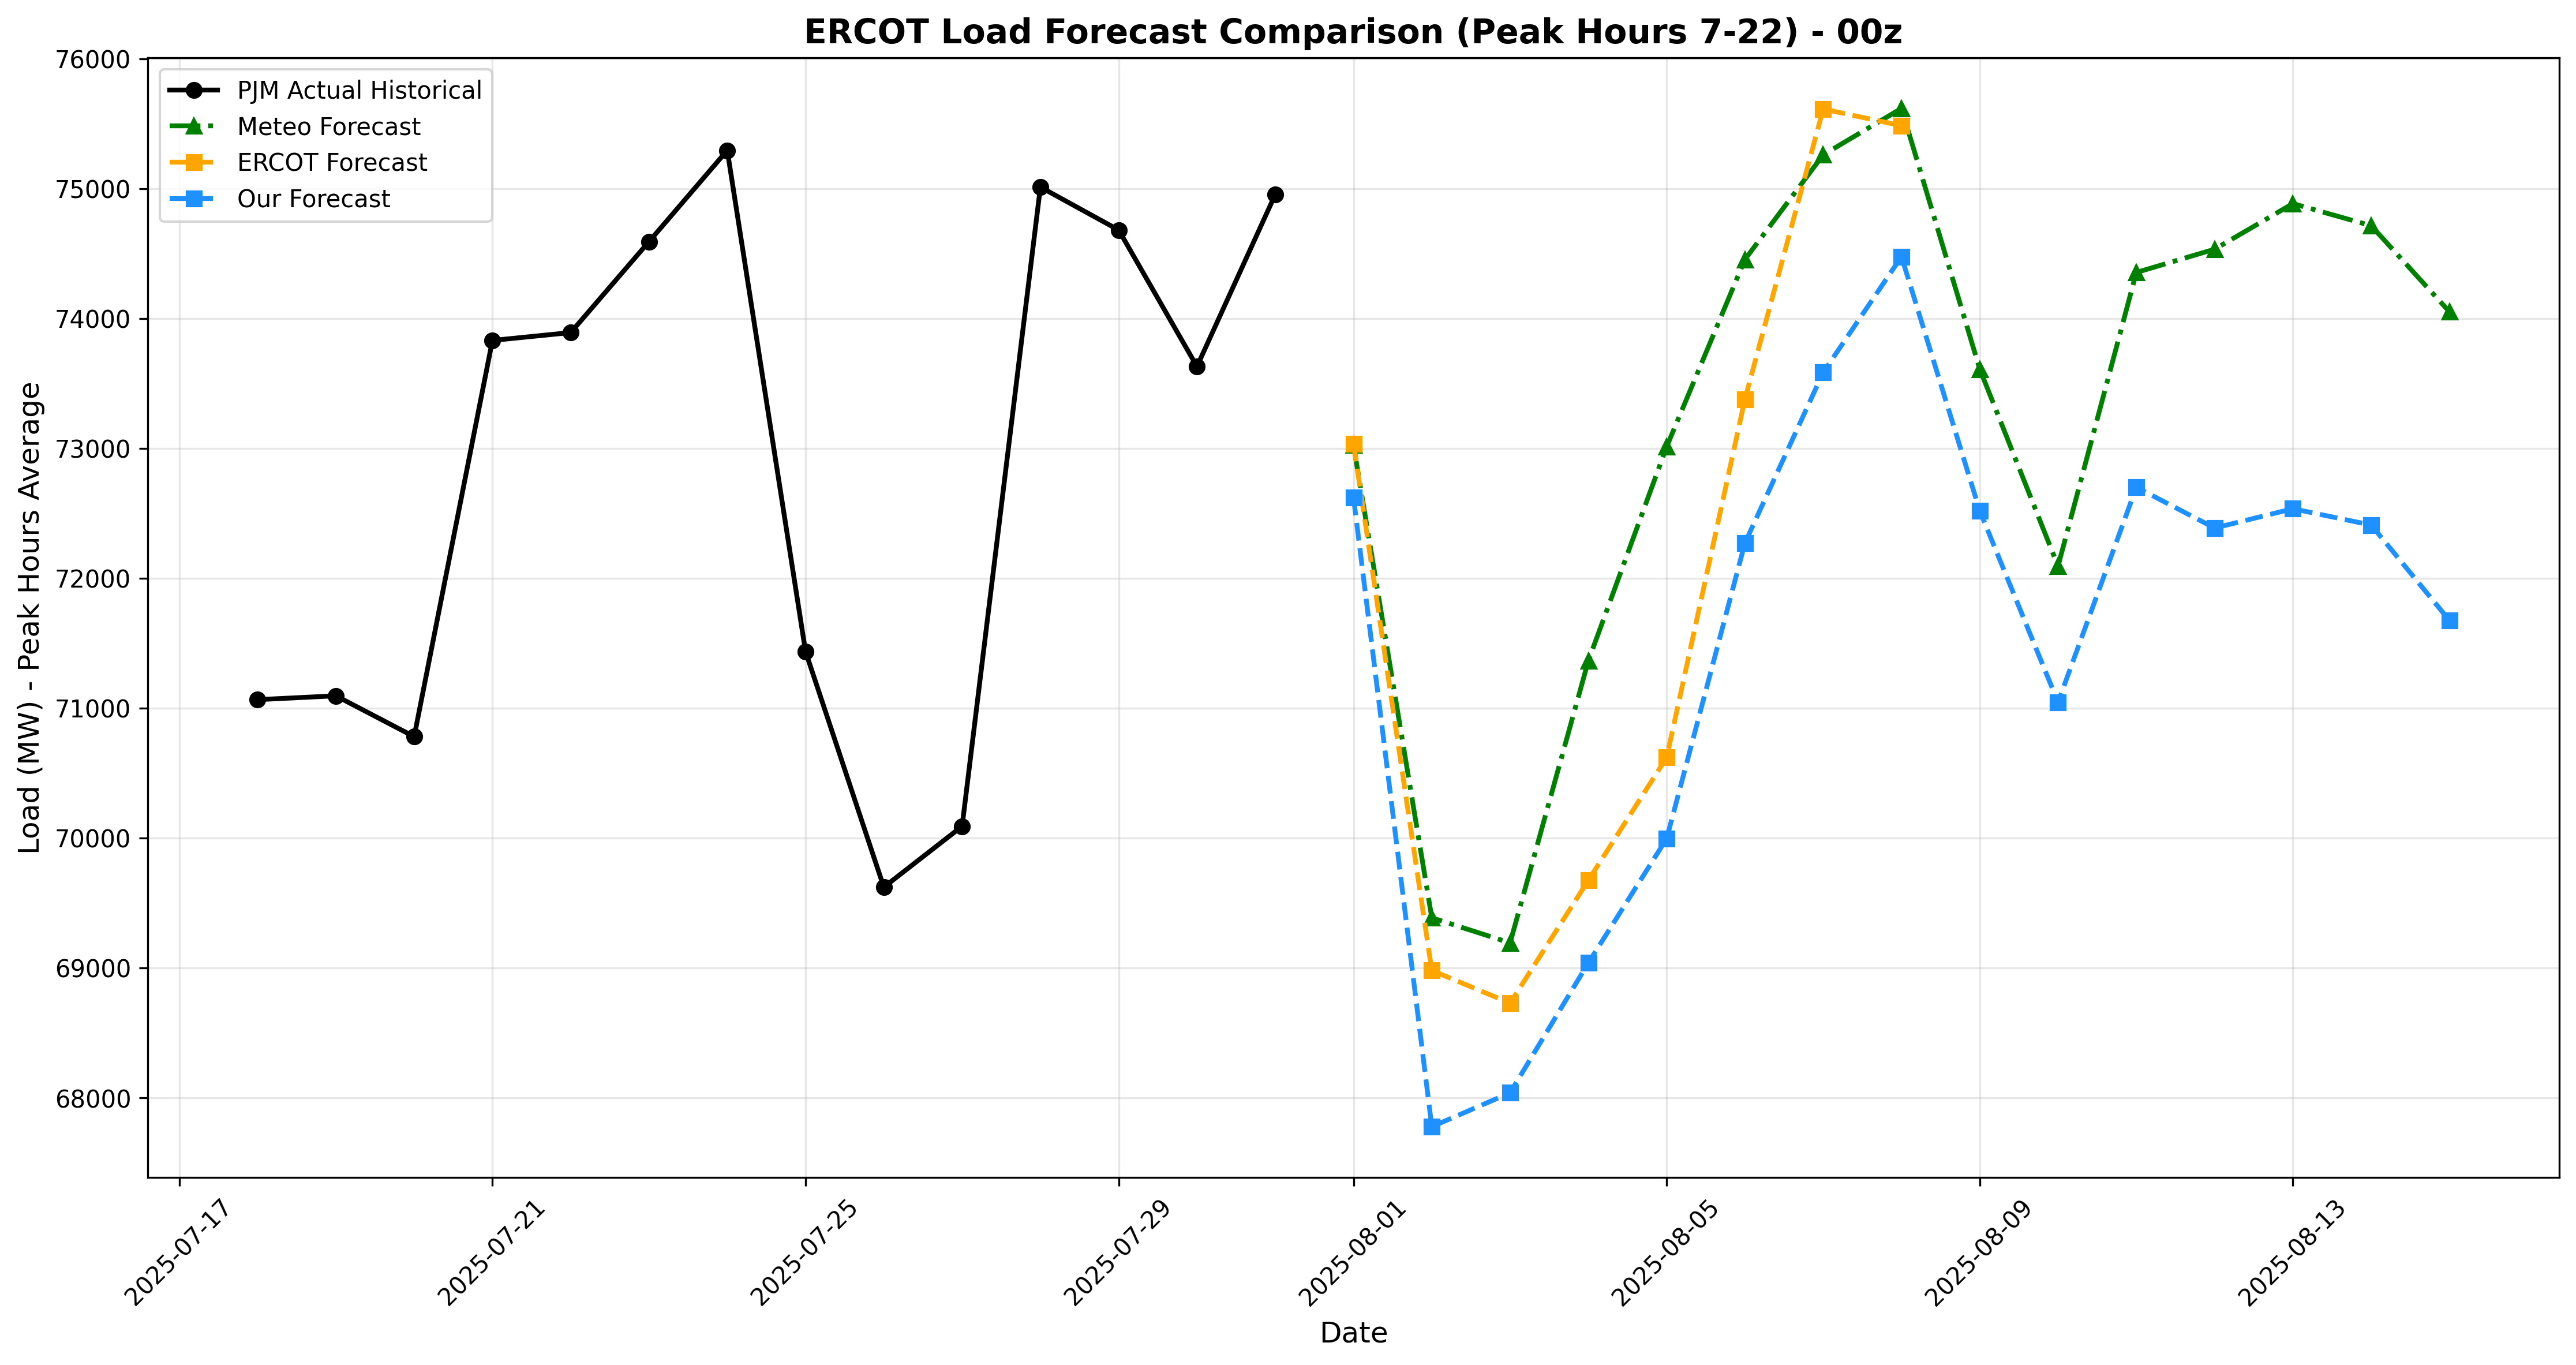 ERCOT Load Forecast Comparison (Peak Hours 7-22) - 00z
PJM Actual Historical
Meteo Forecast
ERCOT Forecast
Our Forecast
Load (MW) - Peak Hours Average
76000
75000
74000
73000
72000
71000
70000
69000
68000
2025-07-17
2025-07-21
2025-07-25
2025-07-29
2025-08-01
2025-08-05
2025-08-09
2025-08-13
Date